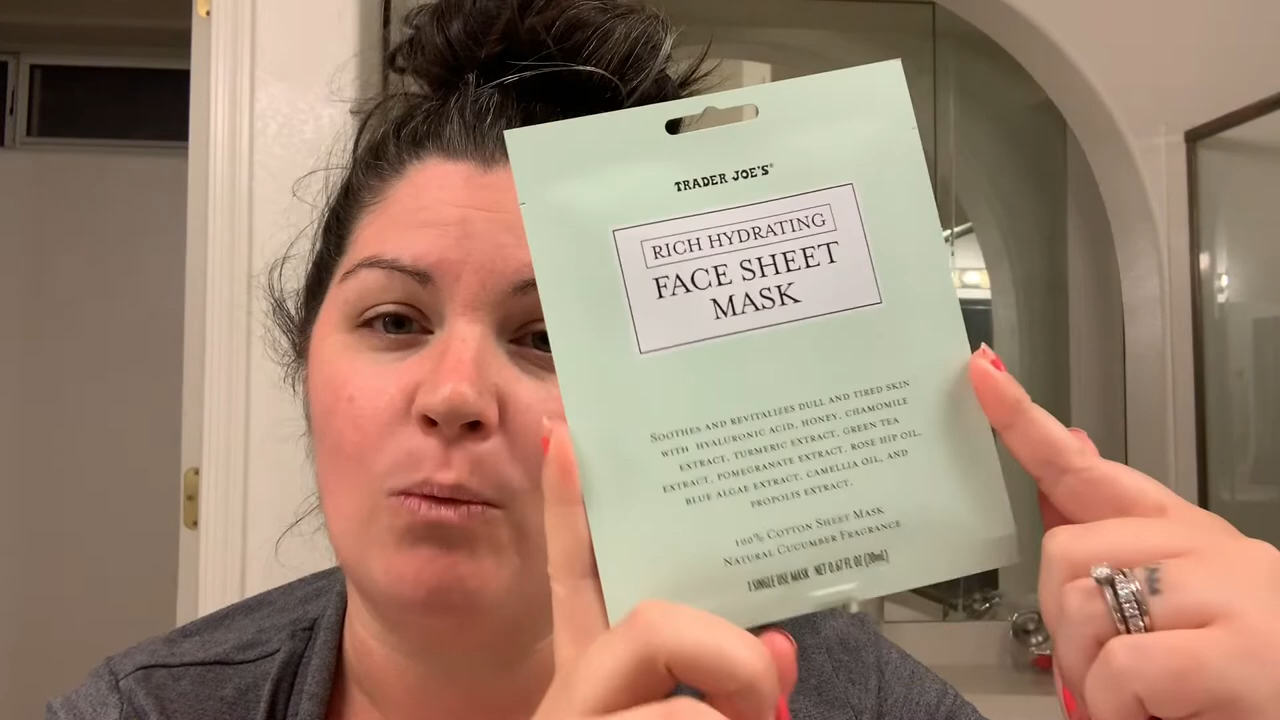 TRADER JOE'S®
RICH HYDRATING
FACE SHEET
MASK
SOOTHES AND REVITALIZES DULL AND TIRED SKIN
WITH HYALURONIC ACID, HONEY, CHAMOMILE
EXTRACT, TURMERIC EXTRACT, GREEN TEA
EXTRACT, POMEGRANATE EXTRACT, ROSE HIP OIL,
BLUE ALGAE EXTRACT, CAMELLIA OIL, AND
PROPOLIS EXTRACT.
100% COTTON SHEET MASK
NATURAL CUCUMBER FRAGRANCE
1 SINGLE USE MASK NET 0.67 FL OZ (20mL)